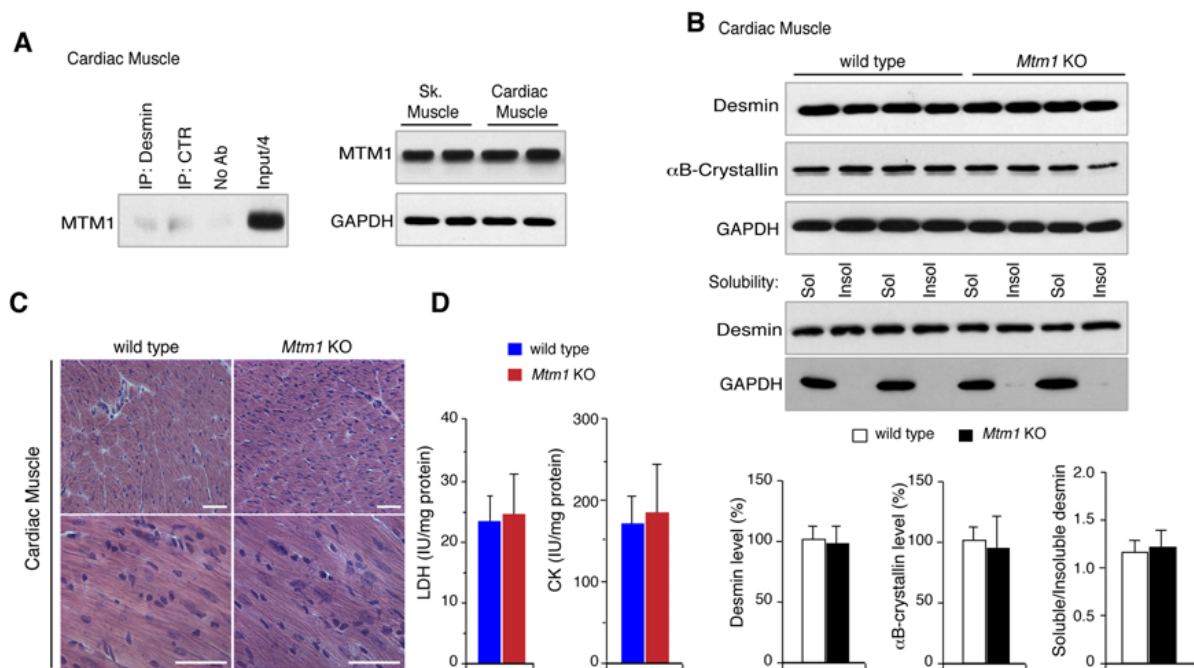 A
Cardiac Muscle
IP: Desmin
IP: CTR
No Ab
Input/4
MTM1
Sk.
Muscle
Cardiac
Muscle
MTM1
GAPDH
B
Cardiac Muscle
wild type
Mtm1 KO
Desmin
αB-Crystallin
GAPDH
Solubility:
Sol
Insol
Sol
Insol
Sol
Insol
Sol
Insol
Desmin
GAPDH
wild type
Mtm1 KO
Desmin level (%)
150
100
50
0
αB-crystallin level (%)
150
100
50
0
Soluble/Insoluble desmin
2.0
1.6
1.2
0.8
0.4
0
C
wild type
Mtm1 KO
Cardiac Muscle
D
wild type
Mtm1 KO
LDH (IU/mg protein)
40
30
20
10
0
CK (IU/mg protein)
300
200
100
0